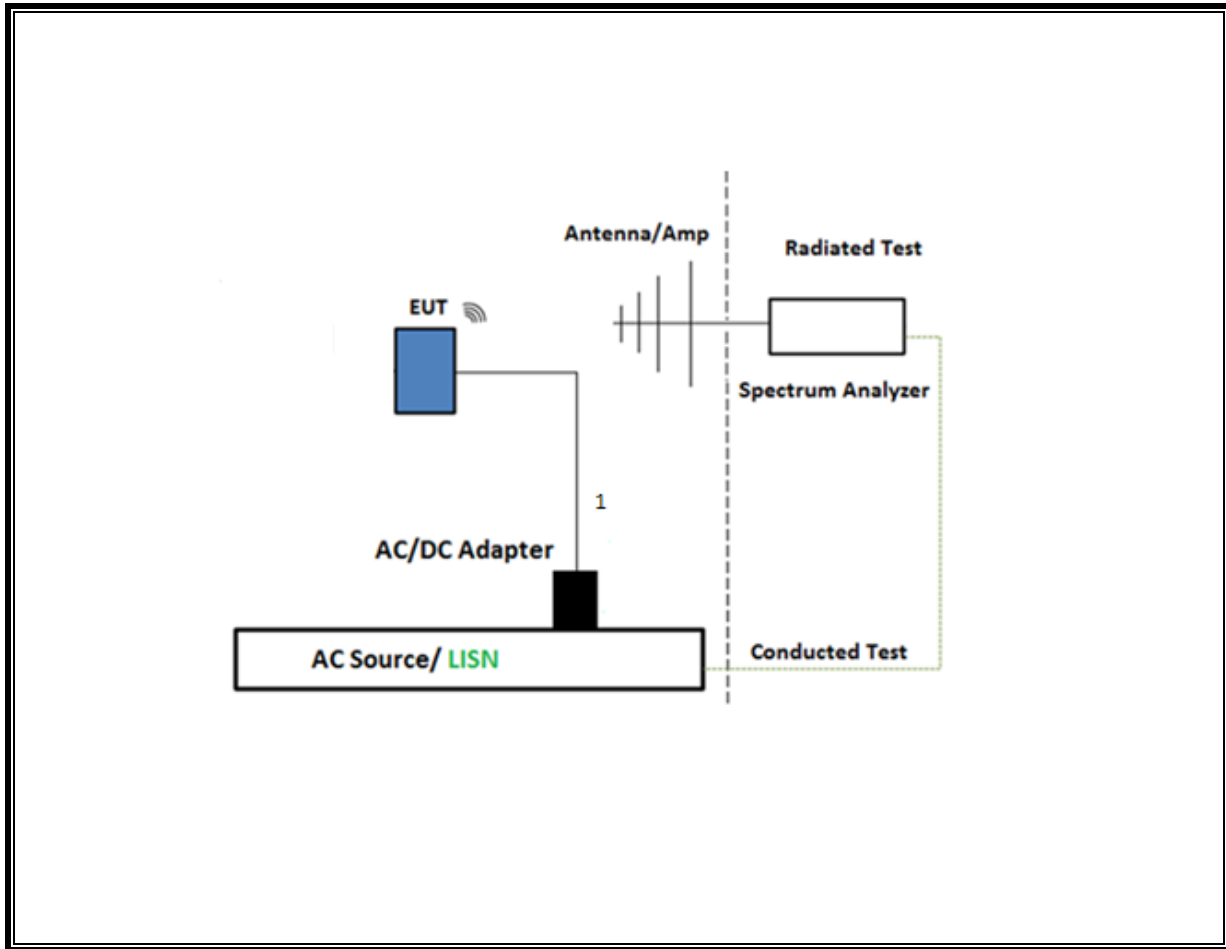 Antenna/Amp
Radiated Test
EUT
Spectrum Analyzer
1
AC/DC Adapter
AC Source/ LISN
Conducted Test